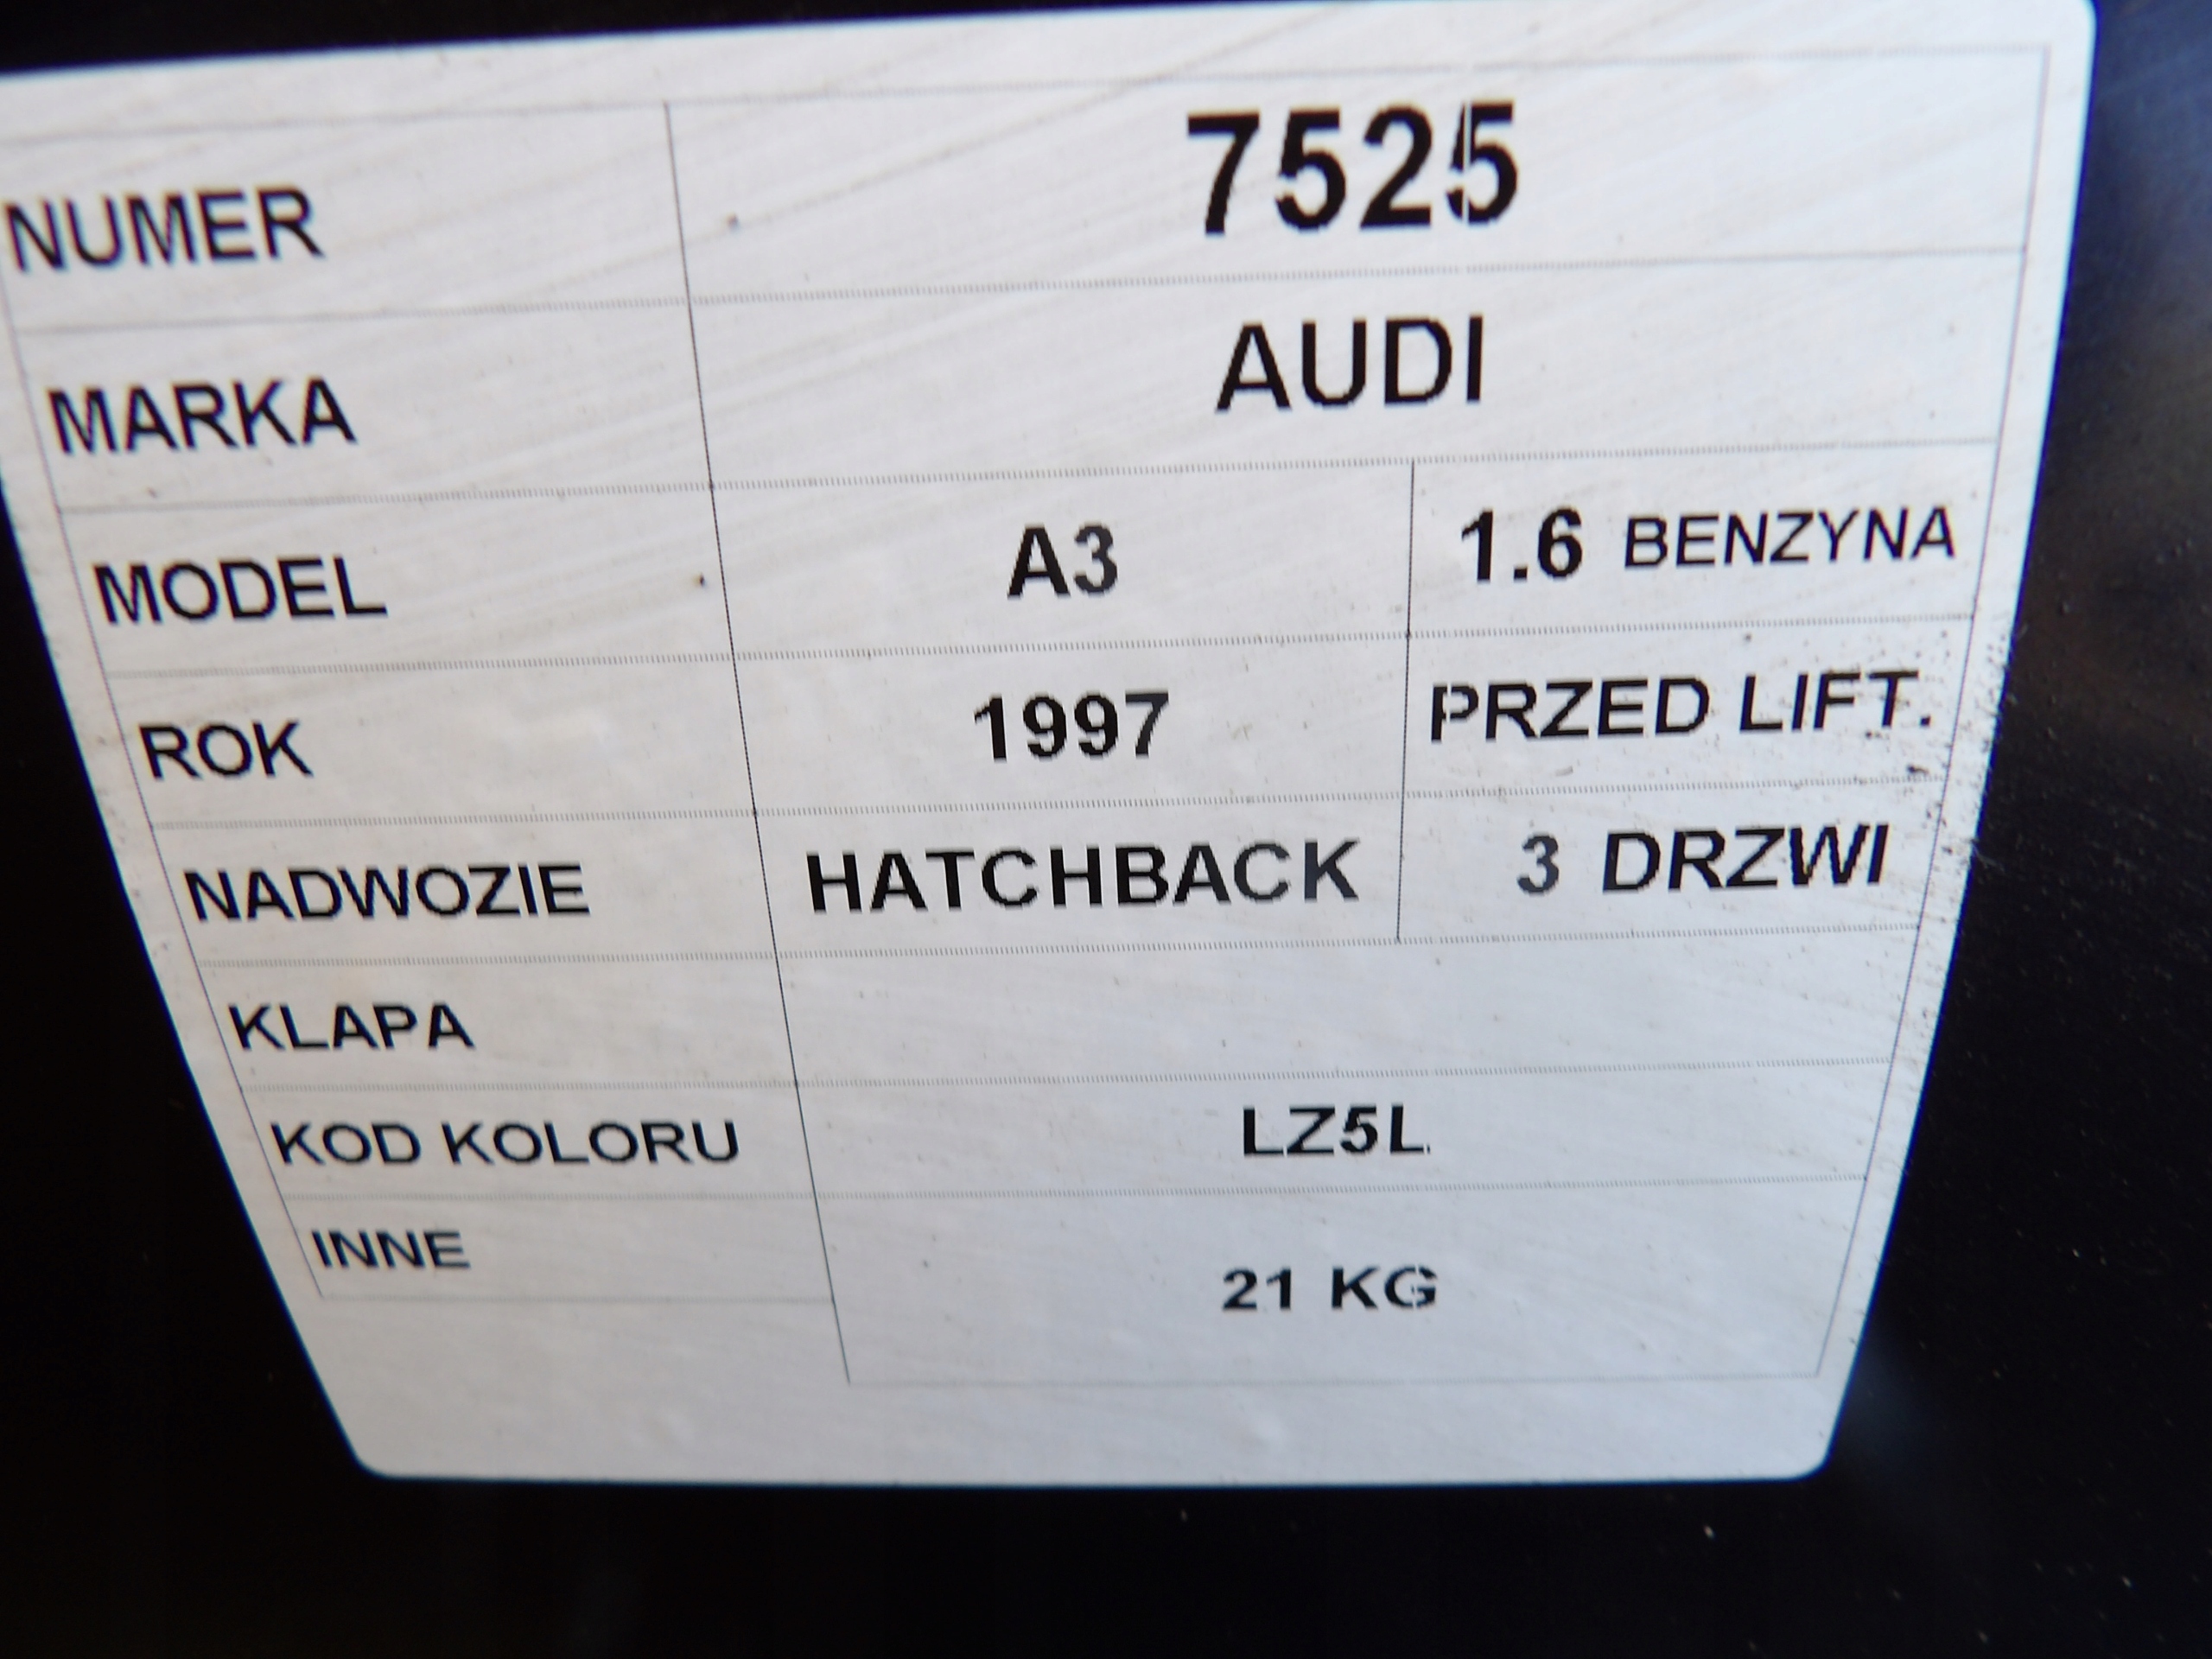 NUMER 7525
MARKA AUDI
MODEL A3 1.6 BENZYNA
ROK 1997 PRZED LIFT.
NADWOZIE HATCHBACK 3 DRZWI
KLAPA
KOD KOLORU LZ5L
INNE 21 KG